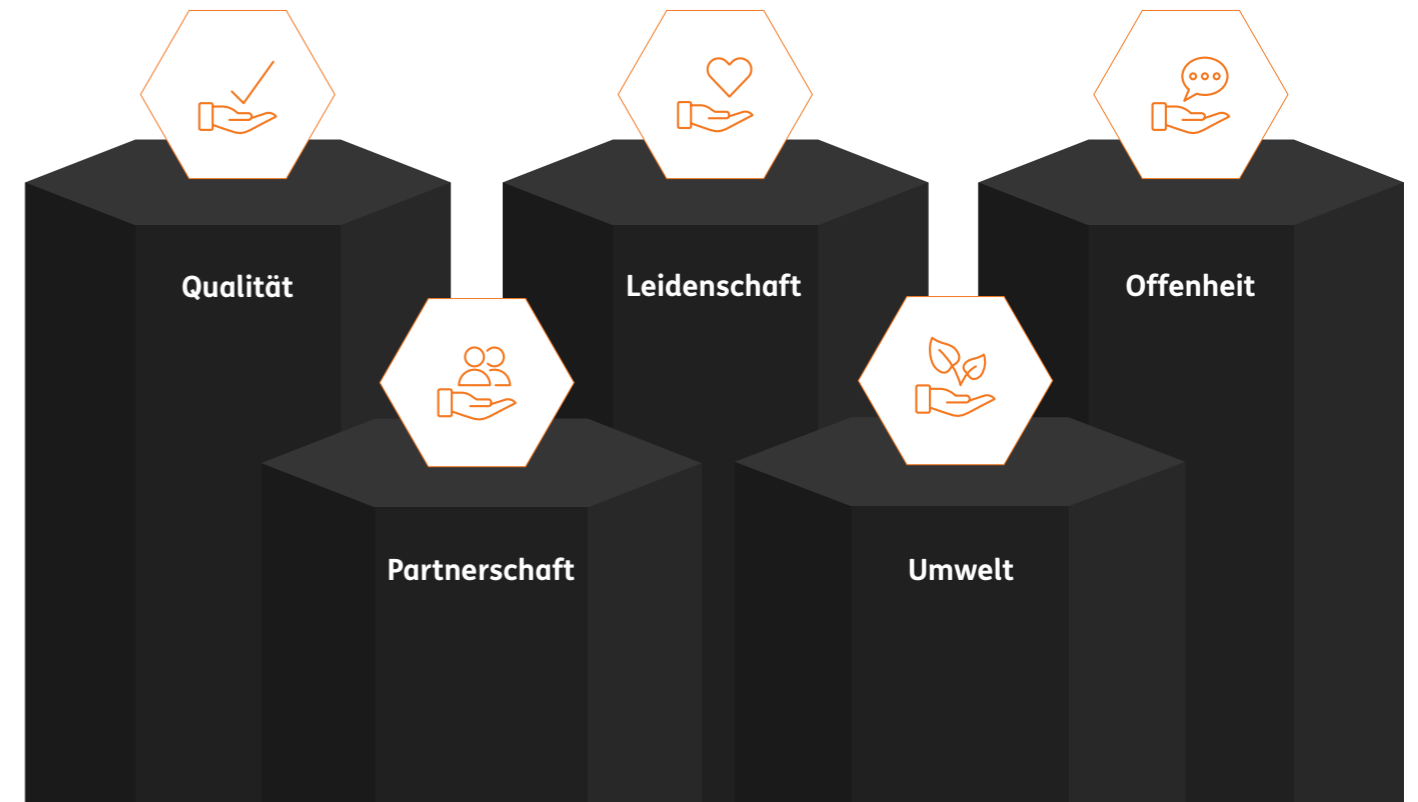 Qualität
Leidenschaft
Offenheit
Partnerschaft
Umwelt